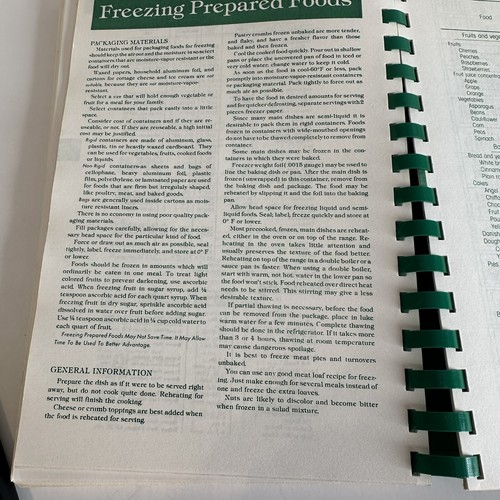 Freezing Prepared Foods
PACKAGING MATERIALS
Materials used for packaging foods for freezing
should keep the air out and the moisture in so select
containers that are moisture-vapor resistant or the
food will dry out.
Waxed papers, household aluminum foil, and
cartons for cottage cheese and ice cream are not
suitable because they are not moisture-vapor-
resistant.
Select a size that will hold enough vegetable or
fruit for a meal for your family.
Select containers that pack easily into a little
space.
Consider cost of containers and if they are re-
useable, or not. If they are reuseable, a high initial
cost may be justified.
Rigid containers are made of aluminum, glass,
plastic, tin or heavily waxed cardboard. They
can be used for vegetables, fruits, cooked foods
or liquids.
Non-Rigid containers—as sheets and bags of
cellophane, heavy aluminum foil, plastic
film, polyethylene, or laminated paper are used
for foods that are firm but irregularly shaped,
like poultry, meat, and baked goods.
Bags are generally used inside cartons as mois-
ture resistant liners.
There is no economy in using poor quality pack-
aging materials.
Fill packages carefully, allowing for the neces-
sary head space for the particular kind of food.
Force or draw out as much air as possible, seal
tightly, label, freeze immediately, and store at 0° F
or lower.
Foods should be frozen in amounts which will
ordinarily be eaten in one meal. To treat light
colored fruits to prevent darkening, use ascorbic
acid. When freezing fruit in sugar syrup, add ¼
teaspoon ascorbic acid for each quart syrup. When
freezing fruit in dry sugar, sprinkle ascorbic acid
dissolved in water over fruit before adding sugar.
Use ¼ teaspoon ascorbic acid in ¼ cup cold water to
each quart of fruit.
Freezing Prepared Foods May Not Save Time. It May Allow
Time To Be Used To Better Advantage.
GENERAL INFORMATION
Prepare the dish as if it were to be served right
away, but do not cook quite done. Reheating for
serving will finish the cooking.
Cheese or crumb toppings are best added when
the food is reheated for serving.
Pastry crumbs frozen unbaked are more tender,
and flaky, and have a fresher flavor than those
baked and then frozen.
Cool the cooked food quickly. Pour out in shallow
pans or place the uncovered pan of food in iced or
very cold water; change water to keep it cold.
As soon as the food is cool—60° F or less, pack
promptly into moisture-vapor-resistant containers
or packaging material. Pack tightly to force out as
much air as possible.
To have the food in desired amounts for serving
and for quicker defrosting, separate servings with 2
pieces freezer paper.
Since many main dishes are semi-liquid it is
desirable to pack them in rigid containers. Foods
frozen in containers with wide-mouthed openings
do not have to be thawed completely to remove from
container.
Some main dishes may be frozen in the con-
tainers in which they were baked.
Freezer weight foil (.0015 gauge) may be used to
line the baking dish or pan. After the main dish is
frozen (unwrapped) in this container, remove from
the baking dish and package. The food may be
reheated by slipping it and the foil into the baking
pan.
Allow head space for freezing liquid and semi-
liquid foods. Seal, label, freeze quickly and store at
0° F or lower.
Most precooked, frozen, main dishes are reheat-
ed, either in the oven or on top of the range. Re-
heating in the oven takes little attention and
usually preserves the texture of the food better.
Reheating on top of the range in a double boiler or a
sauce pan is faster. When using a double boiler,
start with warm, not hot, water in the lower pan so
the food won't stick. Food reheated over direct heat
needs to be stirred. This stirring may give a less
desirable texture.
If partial thawing is necessary, before the food
can be removed from the package, place in luke
warm water for a few minutes. Complete thawing
should be done in the refrigerator. If it takes more
than 3 or 4 hours, thawing at room temperature
may cause dangerous spoilage.
It is best to freeze meat pies and turnovers
unbaked.
You can use any good meat loaf recipe for freez-
ing. Just make enough for several meals instead of
one and freeze the extra loaves.
Nuts are likely to discolor and become bitter
when frozen in a salad mixture.
Food
Fruits and vege
Fruits
Cherries
Peach
Raspberries
Strawberries
Fruit juice concentrates
Apple
Grape
Orange
Vegetables
Asparagus
Beans
Cauliflower
Corn
Peas
Spinach
Bread and ye
White b
Cinnam
Plain r
Cakes
Angel
Chiffo
Choc
Fruit
Poun
Yello
Danish
Doug
C
Pies